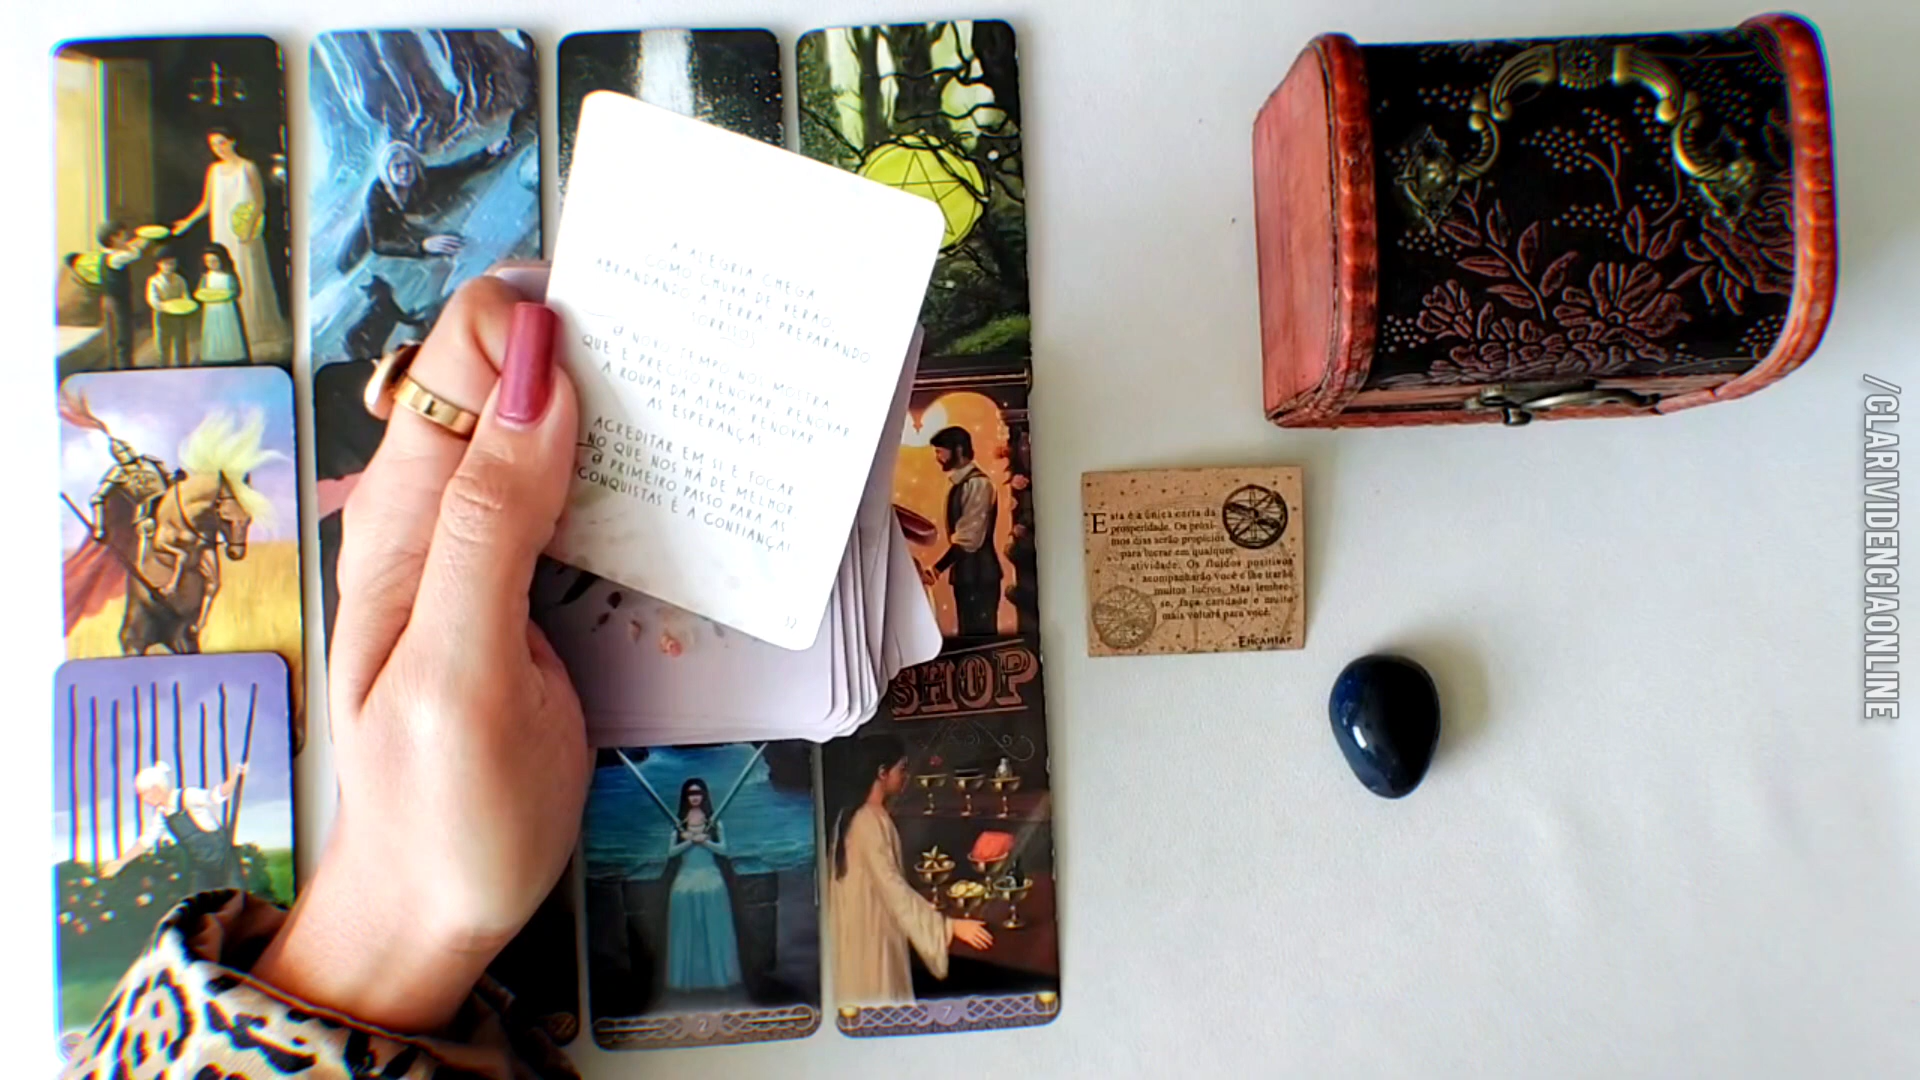 A ALEGRIA CHEGA
COMO CHUVA DE VERÃO,
ABRANDANDO A TERRA, PREPARANDO
SORRISOS
O NOVO TEMPO NOS MOSTRA
QUE É PRECISO RENOVAR, RENOVAR
A ROUPA DA ALMA, RENOVAR
AS ESPERANÇAS
ACREDITAR EM SI E FOCAR
NO QUE NOS HÁ DE MELHOR
O PRIMEIRO PASSO PARA AS
CONQUISTAS É A CONFIANÇA!
Esta é a única carta da
prosperidade. Os próxi-
mos dias serão propícios
para lucrar em qualquer
atividade. Os fluidos positivos
acompanharão você e lhe trarão
muitos lucros. Mas lembre-
se, faça caridade e muito
mais voltará para você.
Encantar
SHOP
2
7
/CLARIVIDENCIAONLINE